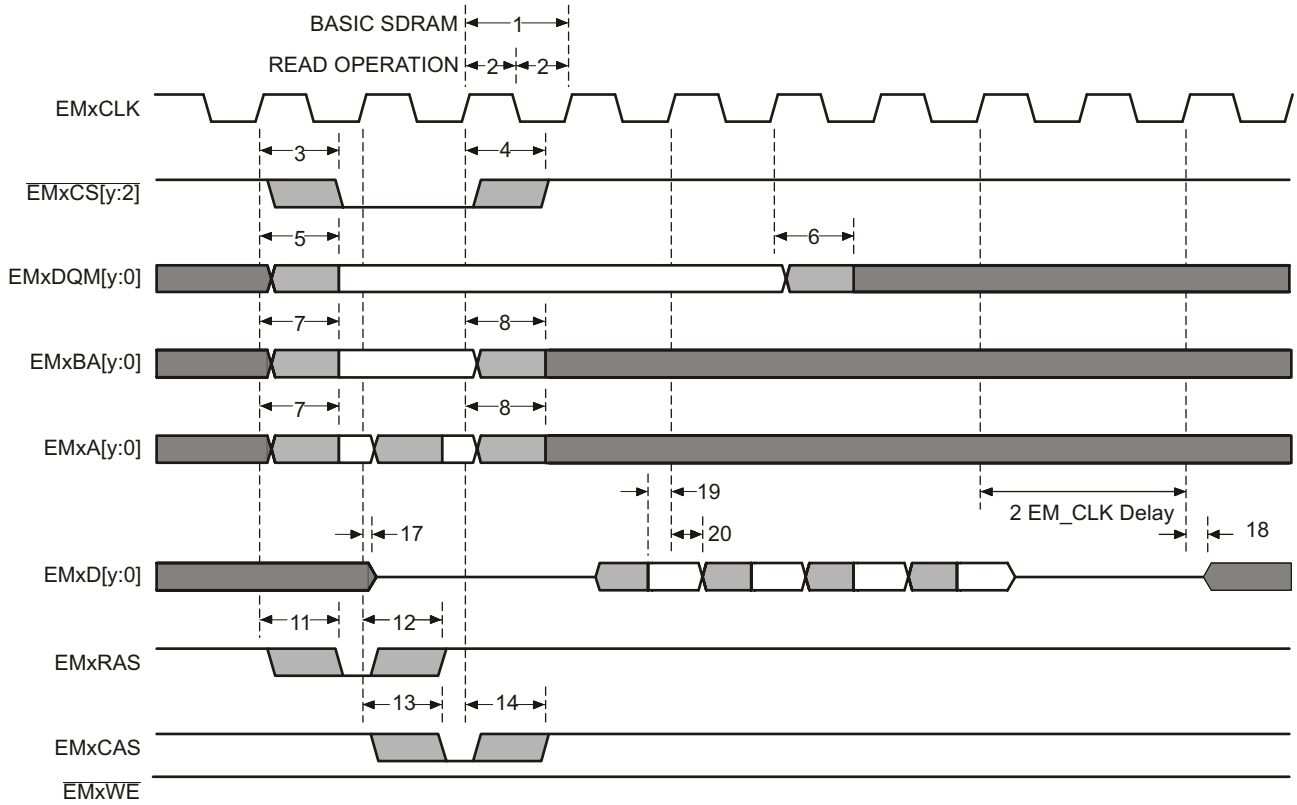 BASIC SDRAM
1
READ OPERATION
2 2
EMxCLK
3 4
EMxCS[y:2]
5 6
EMxDQM[y:0]
7 8
EMxBA[y:0]
7 8
EMxA[y:0]
19
2 EM_CLK Delay
17 20 18
EMxD[y:0]
11 12
EMxRAS
13 14
EMxCAS
EMxWE